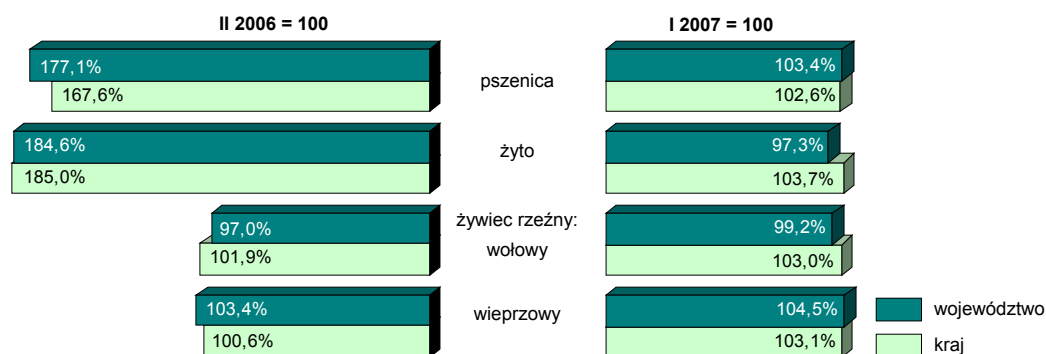 II 2006 = 100
I 2007 = 100
177,1%
167,6%
pszenica
103,4%
102,6%
184,6%
185,0%
żyto
97,3%
103,7%
97,0%
101,9%
żywiec rzeźny:
wołowy
99,2%
103,0%
103,4%
100,6%
wieprzowy
104,5%
103,1%
województwo
kraj